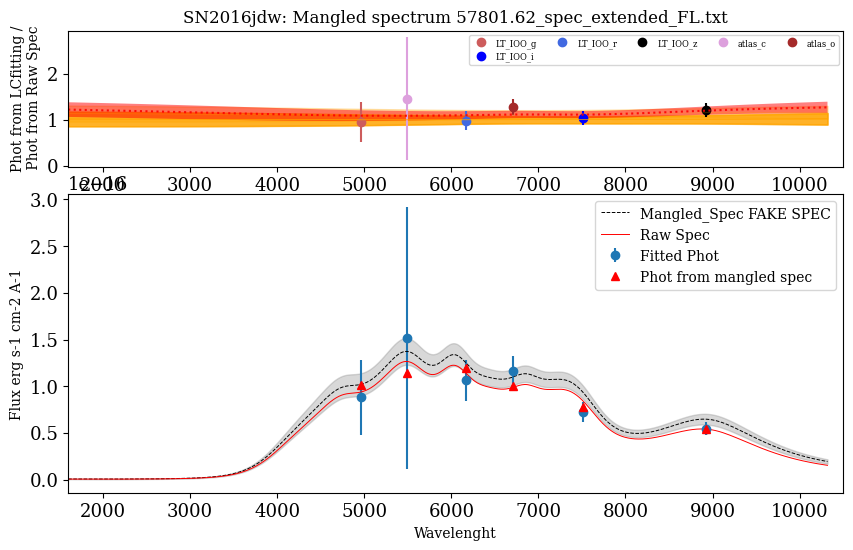 SN2016jdw: Mangled spectrum 57801.62_spec_extended_FL.txt
Phot from LCfitting /
Phot from Raw Spec
LT_IOO_g LT_IOO_r LT_IOO_z atlas_c atlas_o
LT_IOO_i
2
1
0
2000 3000 4000 5000 6000 7000 8000 9000 10000
1e−16
3.0
2.5
2.0
1.5
1.0
0.5
0.0
Flux erg s-1 cm-2 A-1
Mangled_Spec FAKE SPEC
Raw Spec
Fitted Phot
Phot from mangled spec
2000 3000 4000 5000 6000 7000 8000 9000 10000
Wavelenght